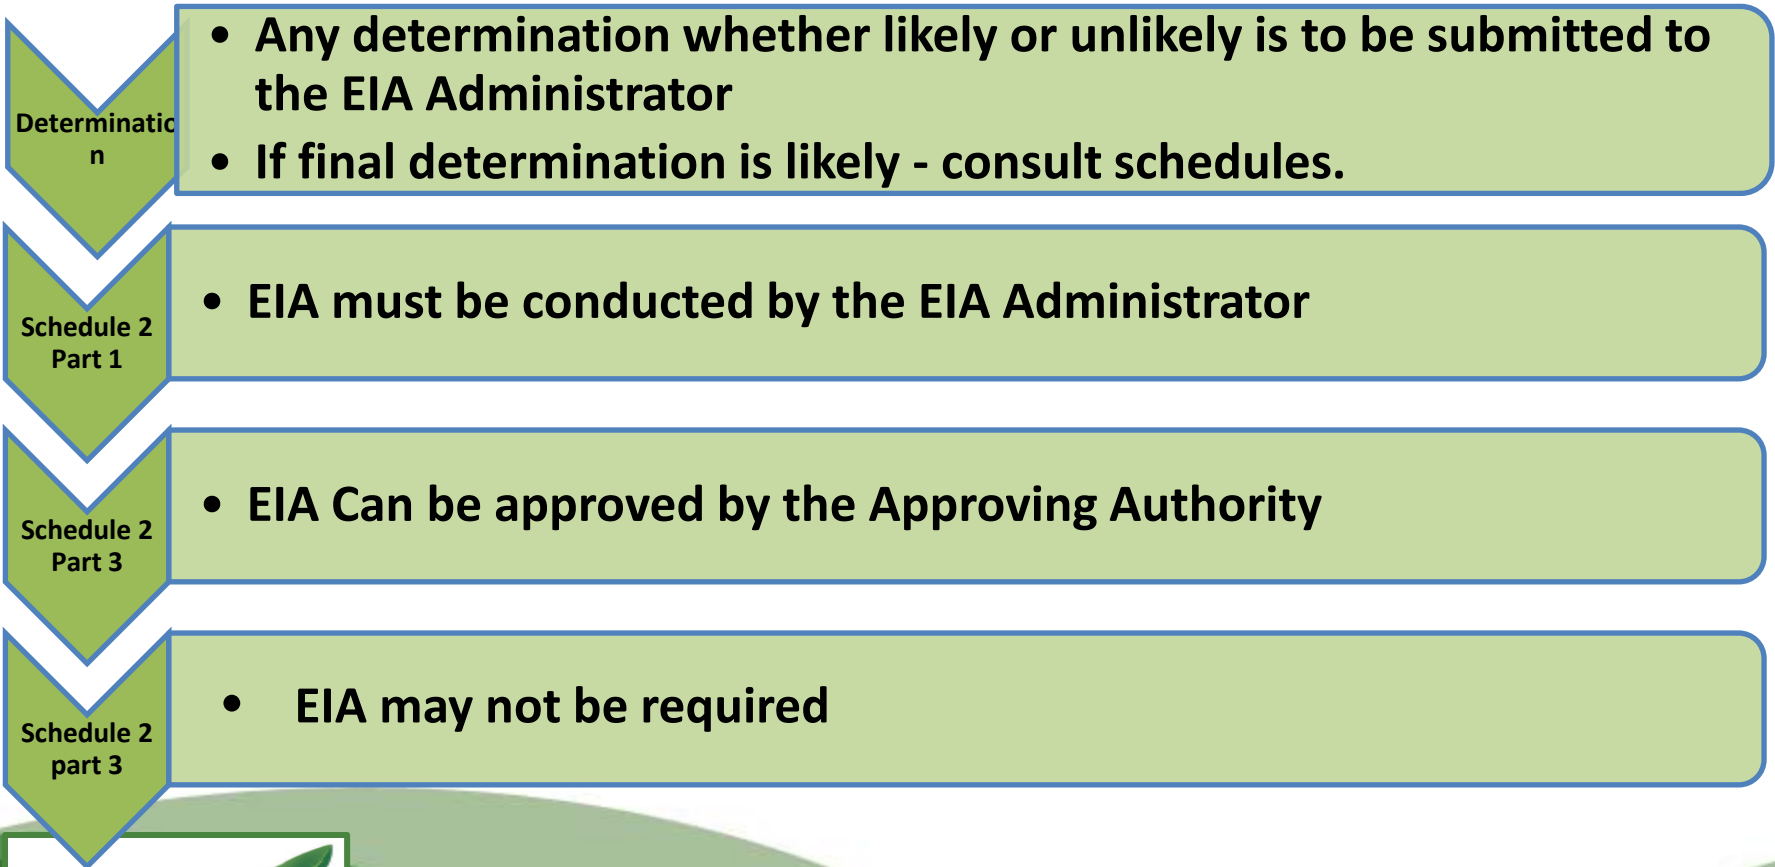 Determinatio
n
• Any determination whether likely or unlikely is to be submitted to
the EIA Administrator
• If final determination is likely - consult schedules.
Schedule 2
Part 1
• EIA must be conducted by the EIA Administrator
Schedule 2
Part 3
• EIA Can be approved by the Approving Authority
Schedule 2
part 3
• EIA may not be required